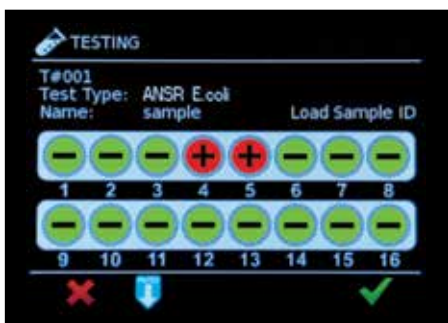 TESTING
T#001
Test Type: ANSR E.coli
Name: sample Load Sample ID
1 2 3 4 5 6 7 8
9 10 11 12 13 14 15 16